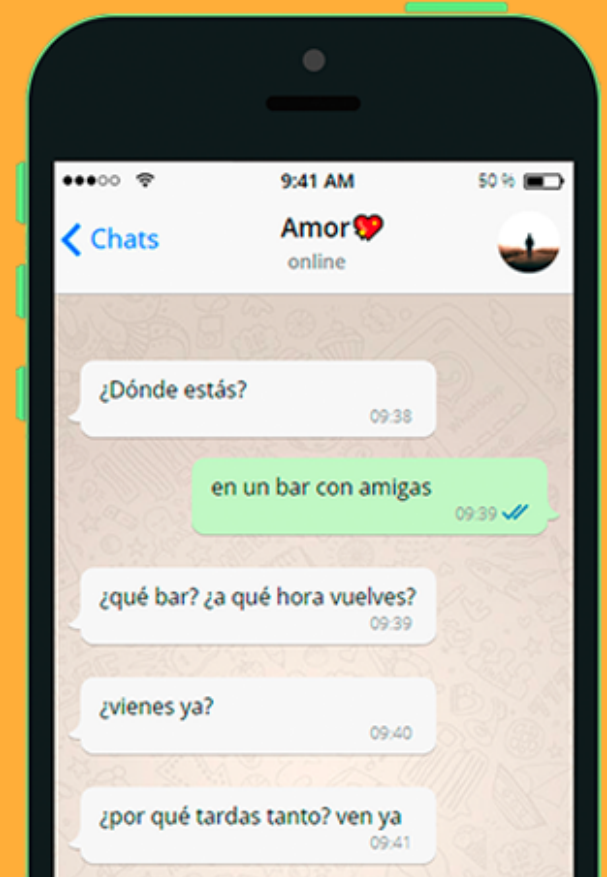 9:41 AM
50 %
Chats
Amor
online
¿Dónde estás?
09:38
en un bar con amigas
09:39
¿qué bar? ¿a qué hora vuelves?
09:39
¿vienes ya?
09:40
¿por qué tardas tanto? ven ya
09:41